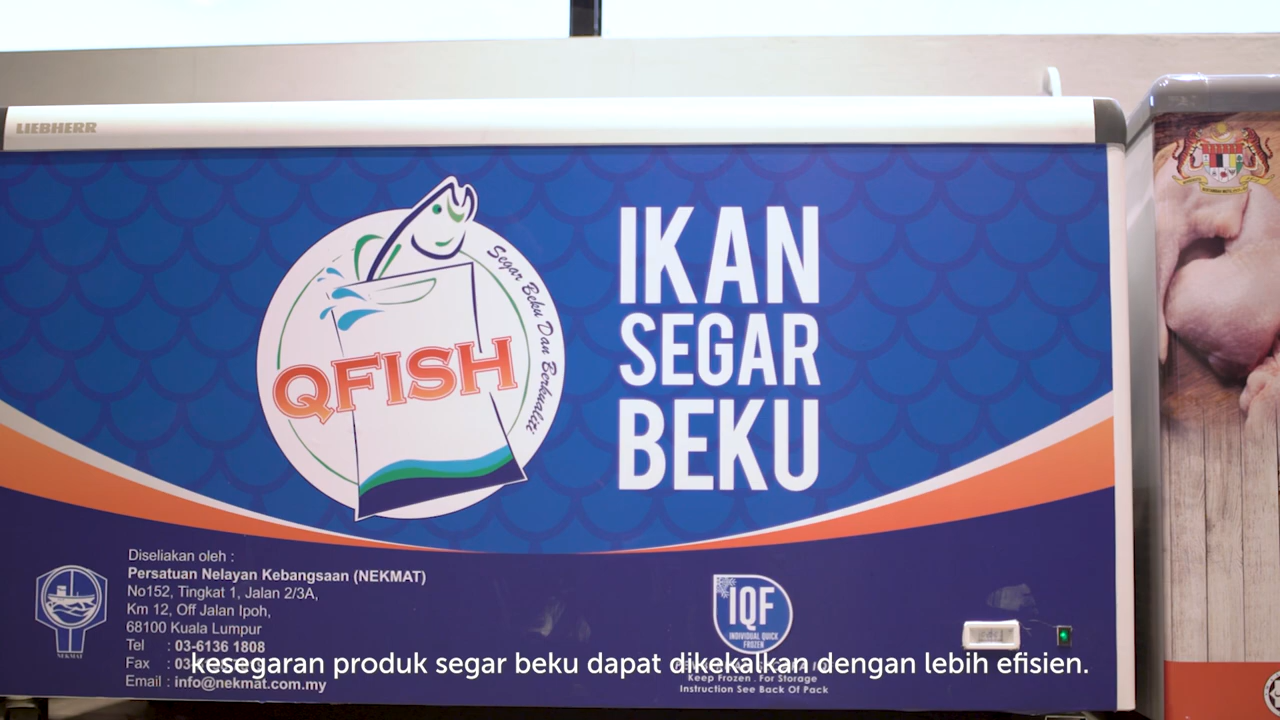 LIEBHERR
Segar Beku Dan Berkualiti
QFISH
IKAN
SEGAR
BEKU
Diseliakan oleh :
Persatuan Nelayan Kebangsaan (NEKMAT)
No152, Tingkat 1, Jalan 2/3A,
Km 12, Off Jalan Ipoh,
68100 Kuala Lumpur
Tel : 03-6136 1808
Fax : 03
Email : info@nekmat.com.my
NEKMAT
IQF
INDIVIDUAL QUICK
FROZEN
Keep Frozen . For Storage
Instruction See Back Of Pack
kesegaran produk segar beku dapat dikekalkan dengan lebih efisien.